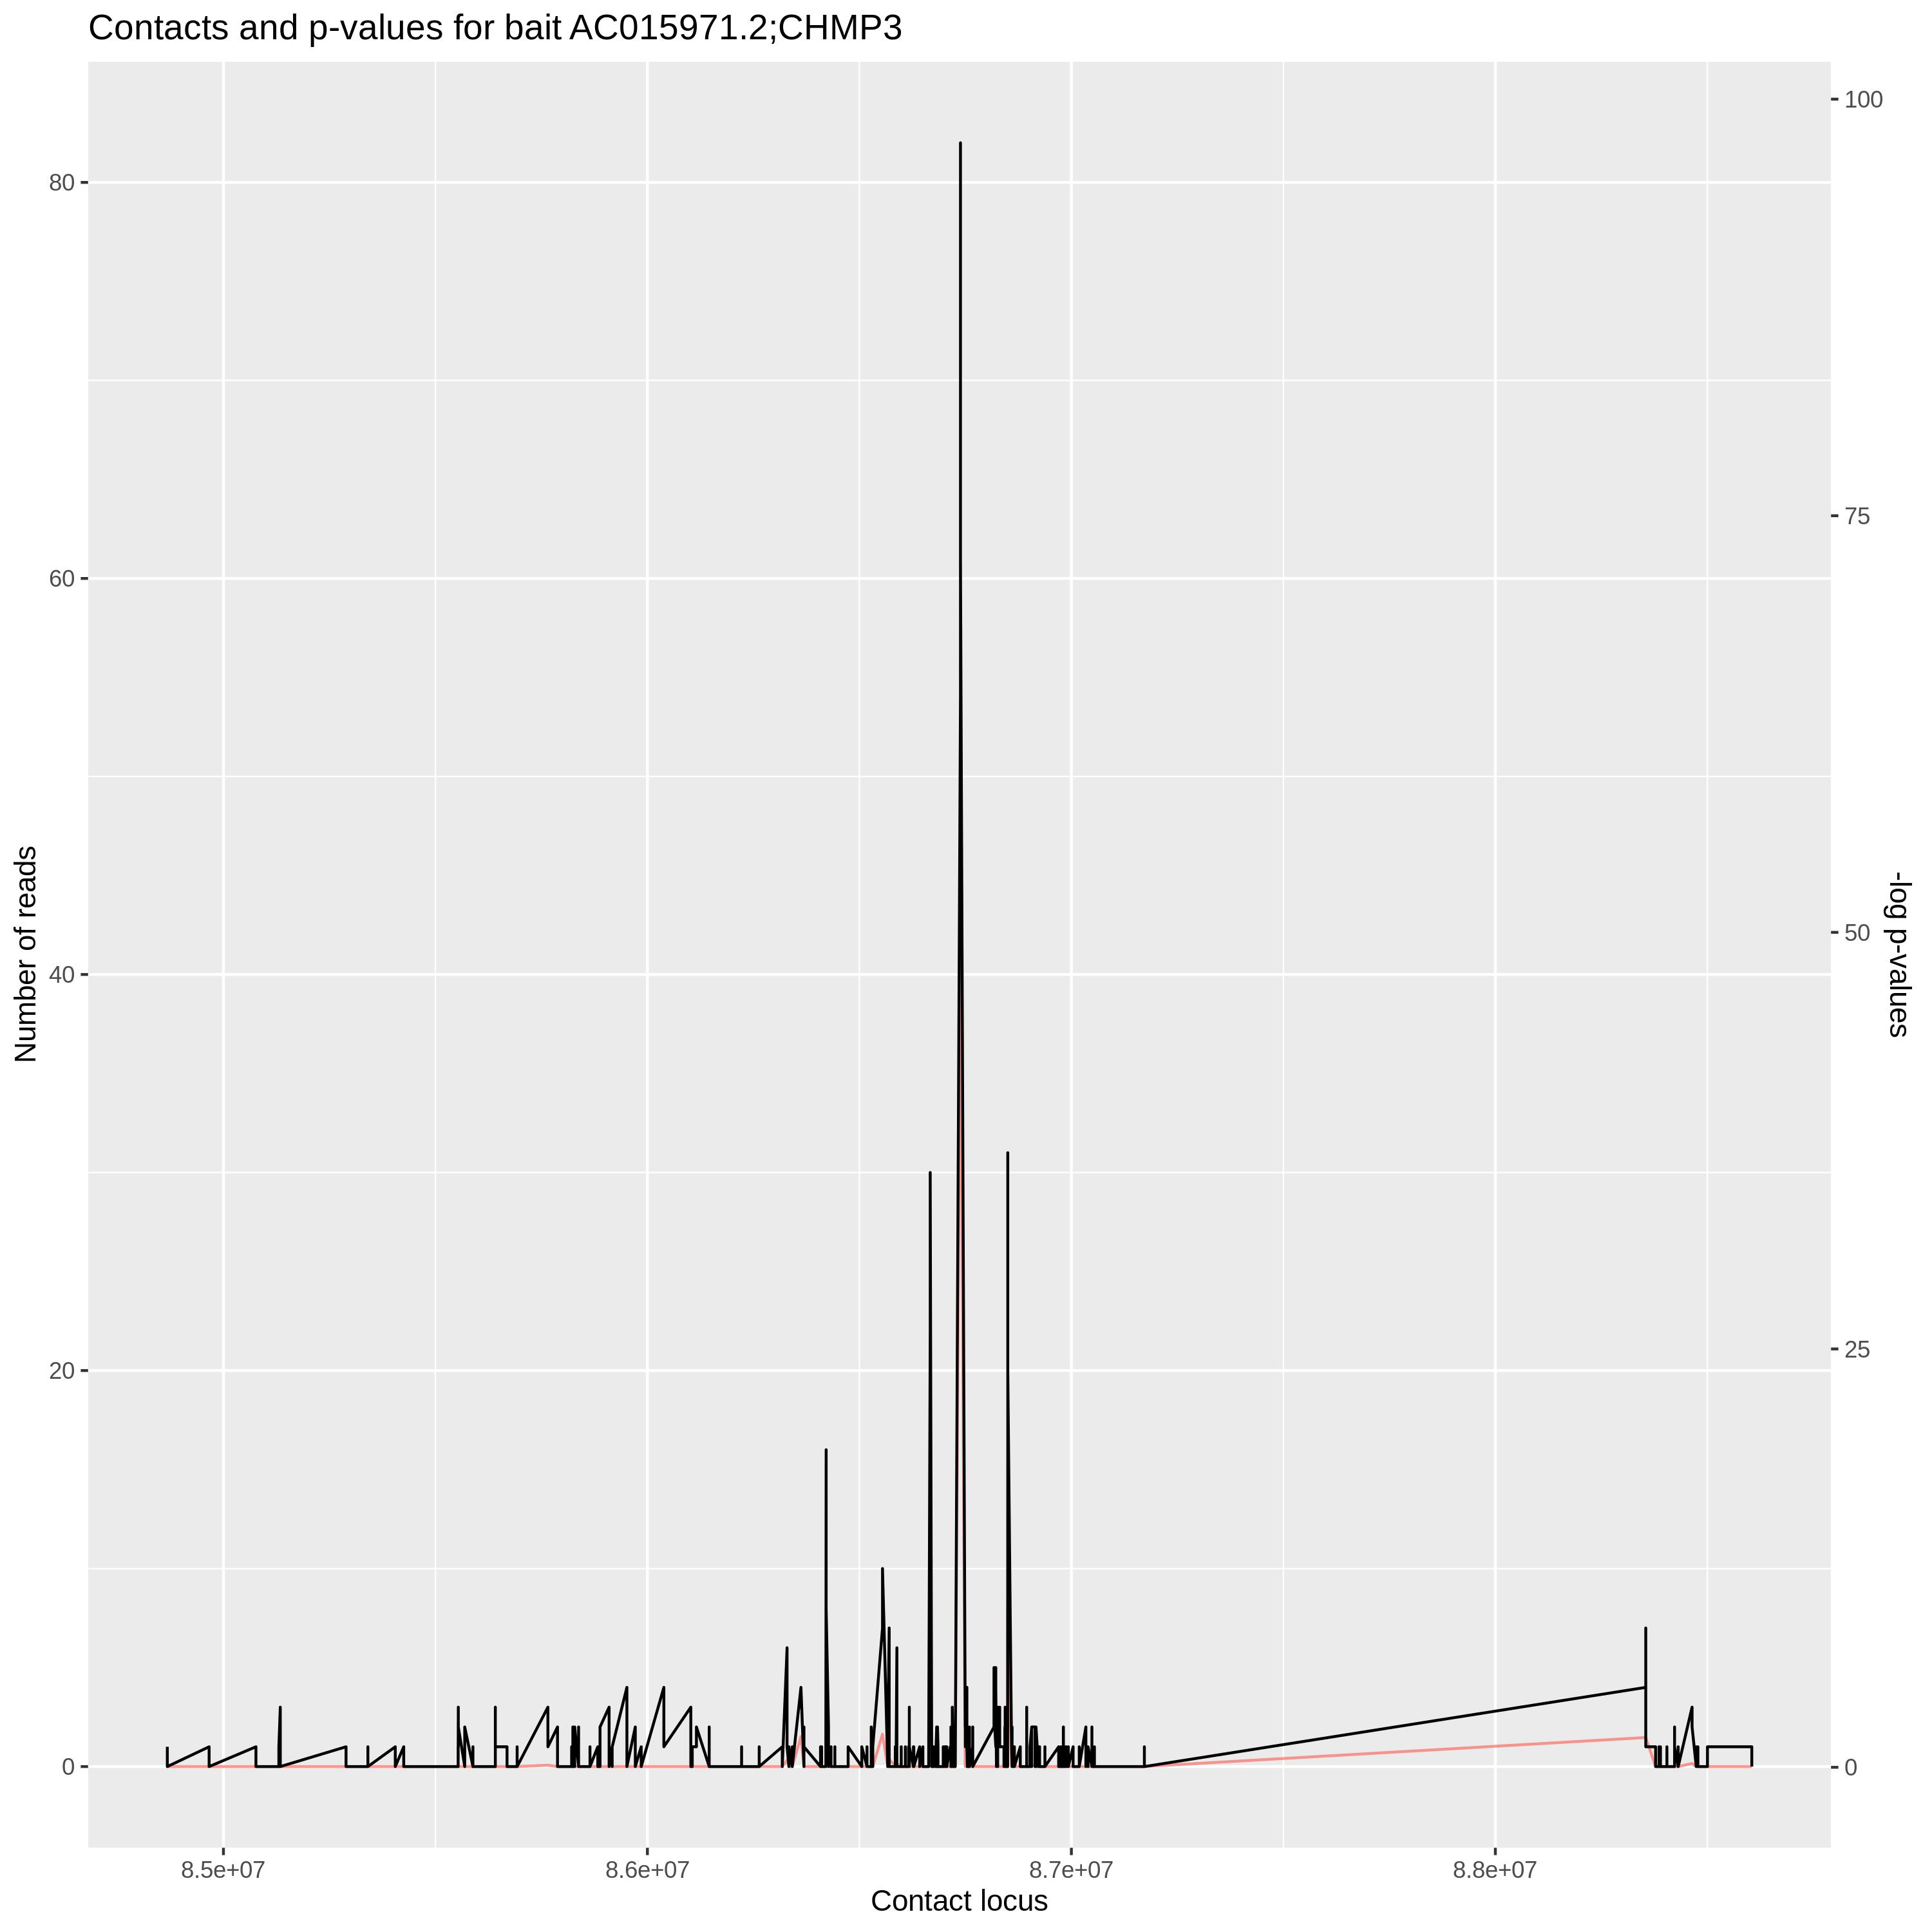 Contacts and p-values for bait AC015971.2;CHMP3
Number of reads
80
60
40
20
0
100
75
50
25
0
-log p-values
8.5e+07 8.6e+07 8.7e+07 8.8e+07
Contact locus